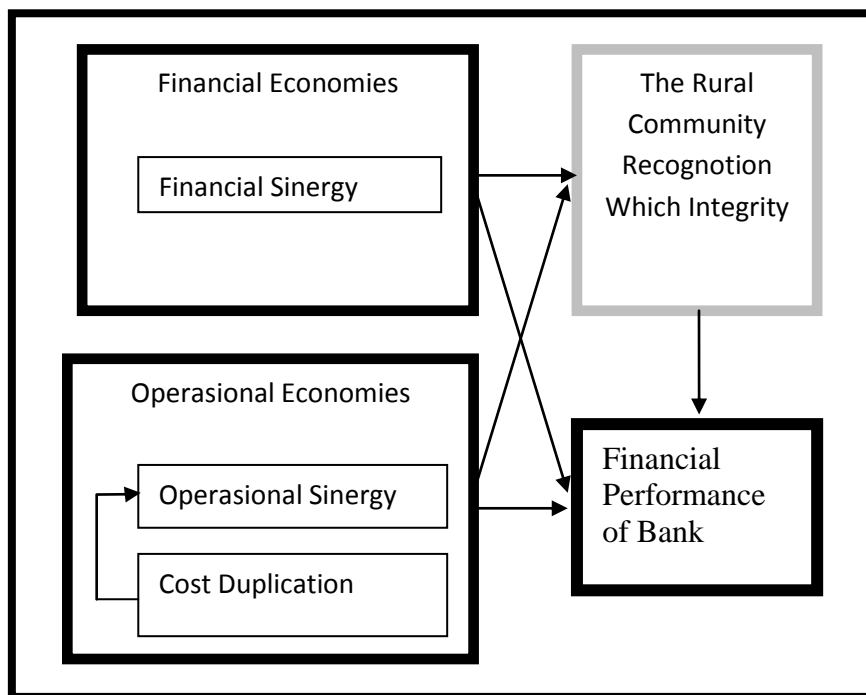 Financial Economies
Financial Sinergy
The Rural
Community
Recognotion
Which Integrity
Operasional Economies
Operasional Sinergy
Cost Duplication
Financial
Performance
of Bank